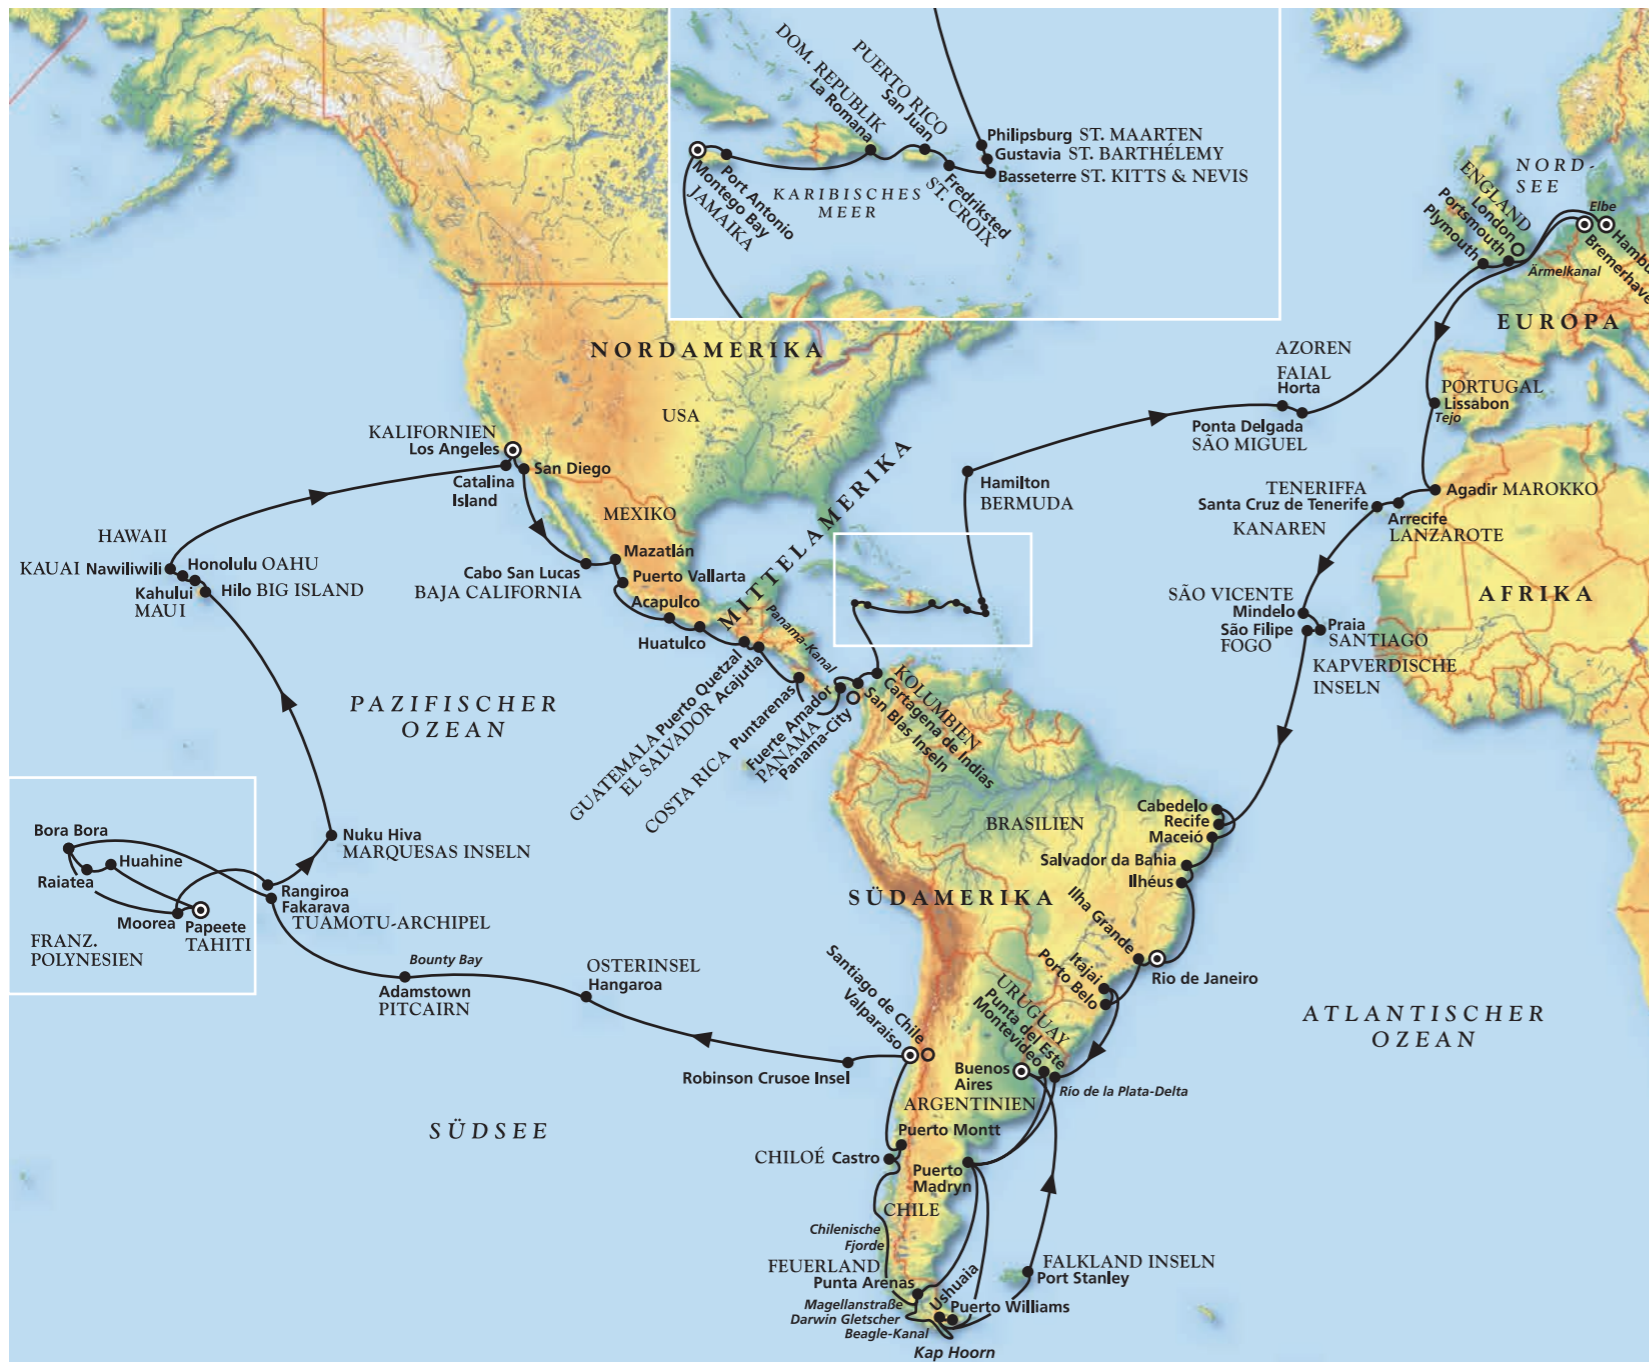 DOM. REPUBLIK
La Romana
PUERTO RICO
San Juan
Philipsburg ST. MAARTEN
Gustavia ST. BARTHÉLEMY
Basseterre ST. KITTS & NEVIS
Fredriksted
ST. CROIX
KARIBISCHES
MEER
Port Antonio
Montego Bay
JAMAIKA
NORD-
SEE
ENGLAND
London
Portsmouth
Plymouth
Elbe
Bremerhave
Ärmelkanal
EUROPA
NORDAMERIKA
USA
AZOREN
FAIAL
Horta
Ponta Delgada
SÃO MIGUEL
PORTUGAL
Lissabon
Tejo
KALIFORNIEN
Los Angeles
San Diego
Catalina
Island
MEXIKO
MITTELAMERIKA
Hamilton
BERMUDA
Agadir MAROKKO
TENERIFFA
Santa Cruz de Tenerife
KANAREN
Arrecife
LANZAROTE
HAWAII
KAUAI Nawiliwili
Honolulu OAHU
Kahului
MAUI
Hilo BIG ISLAND
Mazatlán
Cabo San Lucas
BAJA CALIFORNIA
Puerto Vallarta
Acapulco
Huatulco
Panama-Kanal
GUATEMALA Puerto Quetzal
EL SALVADOR Acajutla
COSTA RICA Puntarenas
Fuerte Amador
PANAMA
Panama-City
KOLUMBIEN
Cartagena de Indias
San Blas Inseln
AFRIKA
SÃO VICENTE
Mindelo
São Filipe
FOGO
Praia
SANTIAGO
KAPVERDISCHE
INSELN
PAZIFISCHER
OZEAN
Bora Bora
Huahine
Raiatea
Moorea
Papeete
TAHITI
FRANZ.
POLYNESIEN
Nuku Hiva
MARQUESAS INSELN
Rangiroa
Fakarava
TUAMOTU-ARCHIPEL
Bounty Bay
Adamstown
PITCAIRN
OSTERINSEL
Hangaroa
BRASILIEN
Cabedelo
Recife
Maceió
Salvador da Bahia
Ilhéus
SÜDAMERIKA
Ilha Grande
Rio de Janeiro
Itajai
Porto Belo
URUGUAY
Punta del Este
Montevideo
Santiago de Chile
Valparaiso
Robinson Crusoe Insel
Buenos
Aires
Rio de la Plata-Delta
ARGENTINIEN
ATLANTISCHER
OZEAN
SÜDSEE
Puerto Montt
CHILOÉ Castro
Puerto
Madryn
CHILE
Chilenische
Fjorde
FEUERLAND
Punta Arenas
Magellanstraße
Darwin Gletscher
Beagle-Kanal
Ushuaia
Puerto Williams
Kap Hoorn
FALKLAND INSELN
Port Stanley